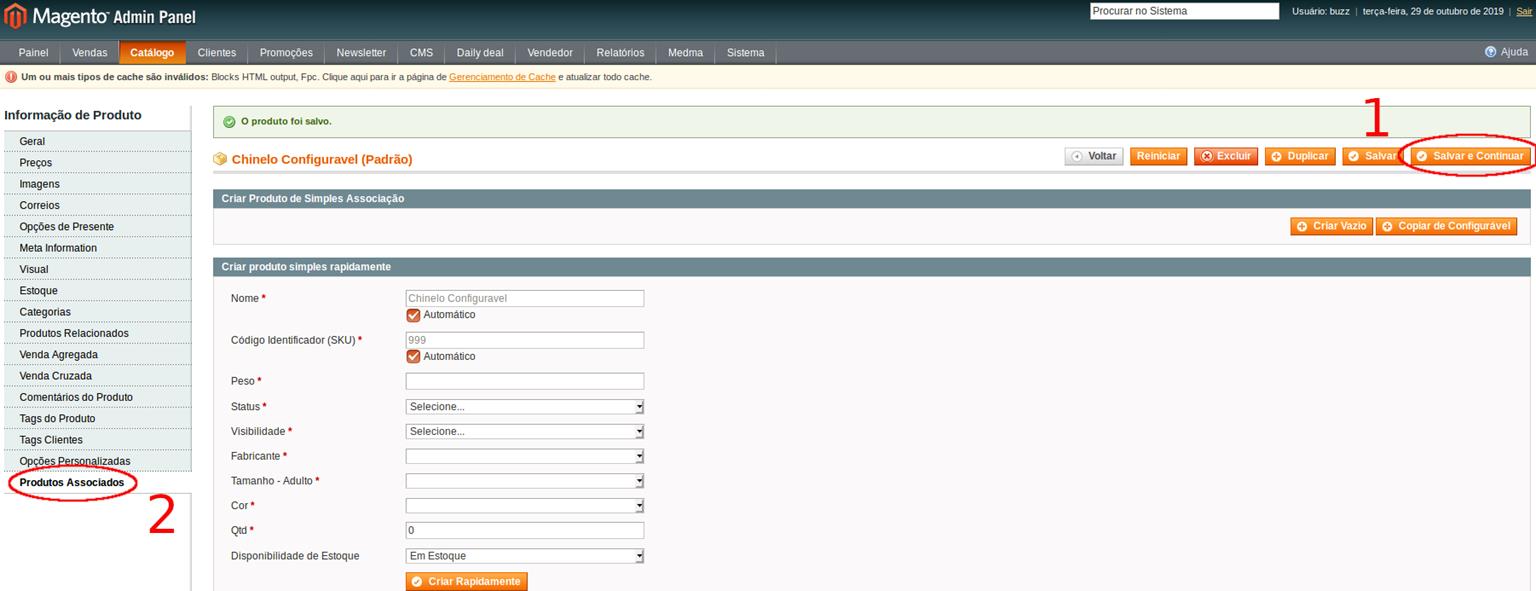 Magento Admin Panel
Procurar no Sistema
Usuário: buzz | terça-feira, 29 de outubro de 2019 | Sair
Painel Vendas Catálogo Clientes Promoções Newsletter CMS Daily deal Vendedor Relatórios Medma Sistema Ajuda
Um ou mais tipos de cache são inválidos: Blocks HTML output, Fpc. Clique aqui para ir a página de Gerenciamento de Cache e atualizar todo cache.
Informação de Produto
Geral
Preços
Imagens
Correios
Opções de Presente
Meta Information
Visual
Estoque
Categorias
Produtos Relacionados
Venda Agregada
Venda Cruzada
Comentários do Produto
Tags do Produto
Tags Clientes
Opções Personalizadas
Produtos Associados
2
O produto foi salvo.
1
Chinelo Configuravel (Padrão)
Voltar Reiniciar Excluir Duplicar Salvar Salvar e Continuar
Criar Produto de Simples Associação
Criar Vazio Copiar de Configurável
Criar produto simples rapidamente
Nome * Chinelo Configuravel
Automático
Código Identificador (SKU) * 999
Automático
Peso *
Status * Selecione...
Visibilidade * Selecione...
Fabricante *
Tamanho - Adulto *
Cor *
Qtd * 0
Disponibilidade de Estoque Em Estoque
Criar Rapidamente